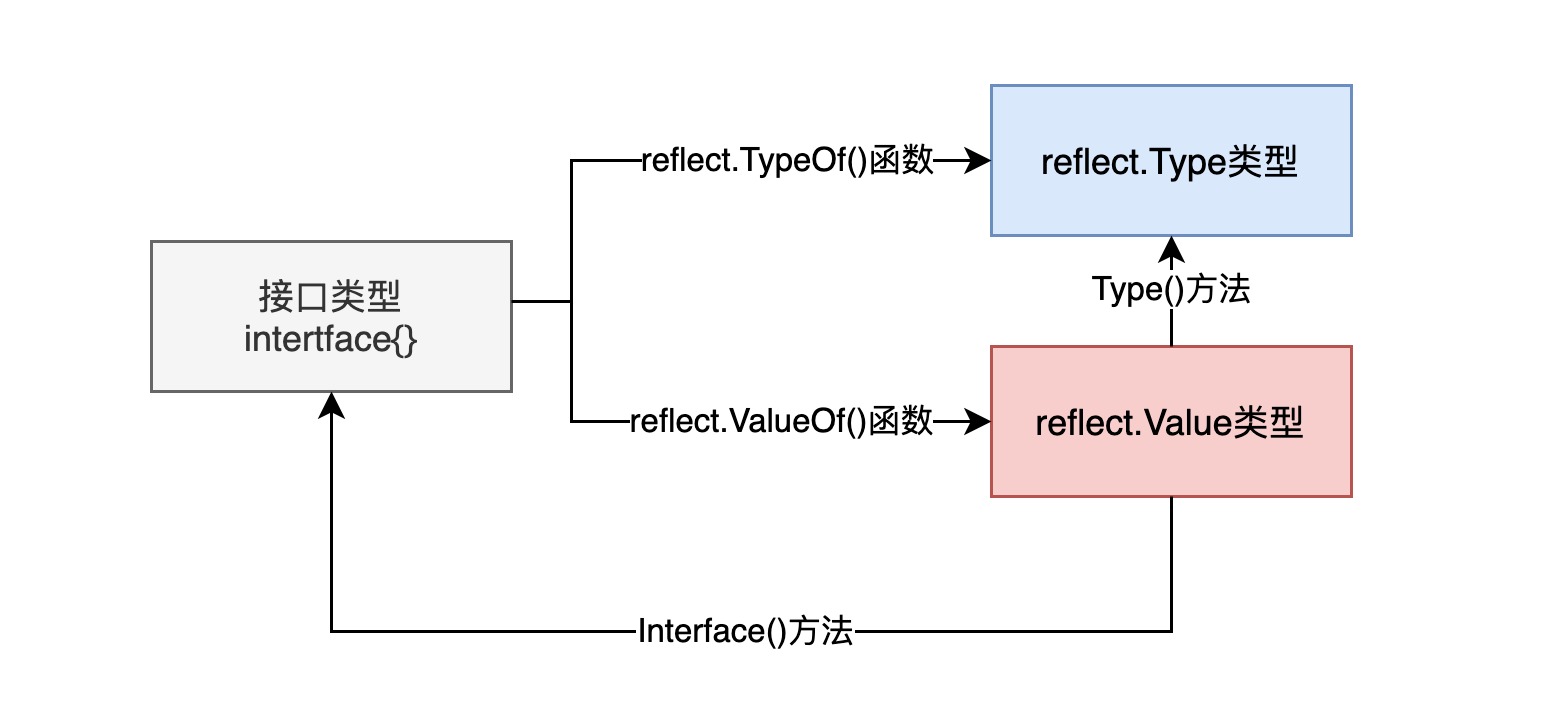 reflect.TypeOf()函数
reflect.Type类型
接口类型
intertface{}
Type()方法
reflect.ValueOf()函数
reflect.Value类型
Interface()方法